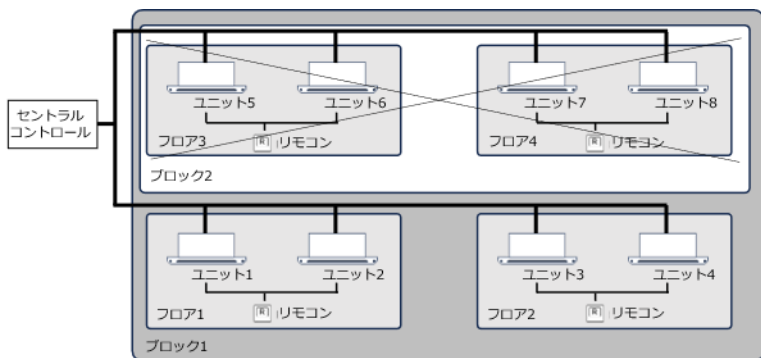 セントラル
コントロール
ユニット5
ユニット6
フロア3
R
リモコン
ユニット7
ユニット8
フロア4
R
リモコン
ブロック2
ユニット1
ユニット2
フロア1
R
リモコン
ユニット3
ユニット4
フロア2
R
リモコン
ブロック1